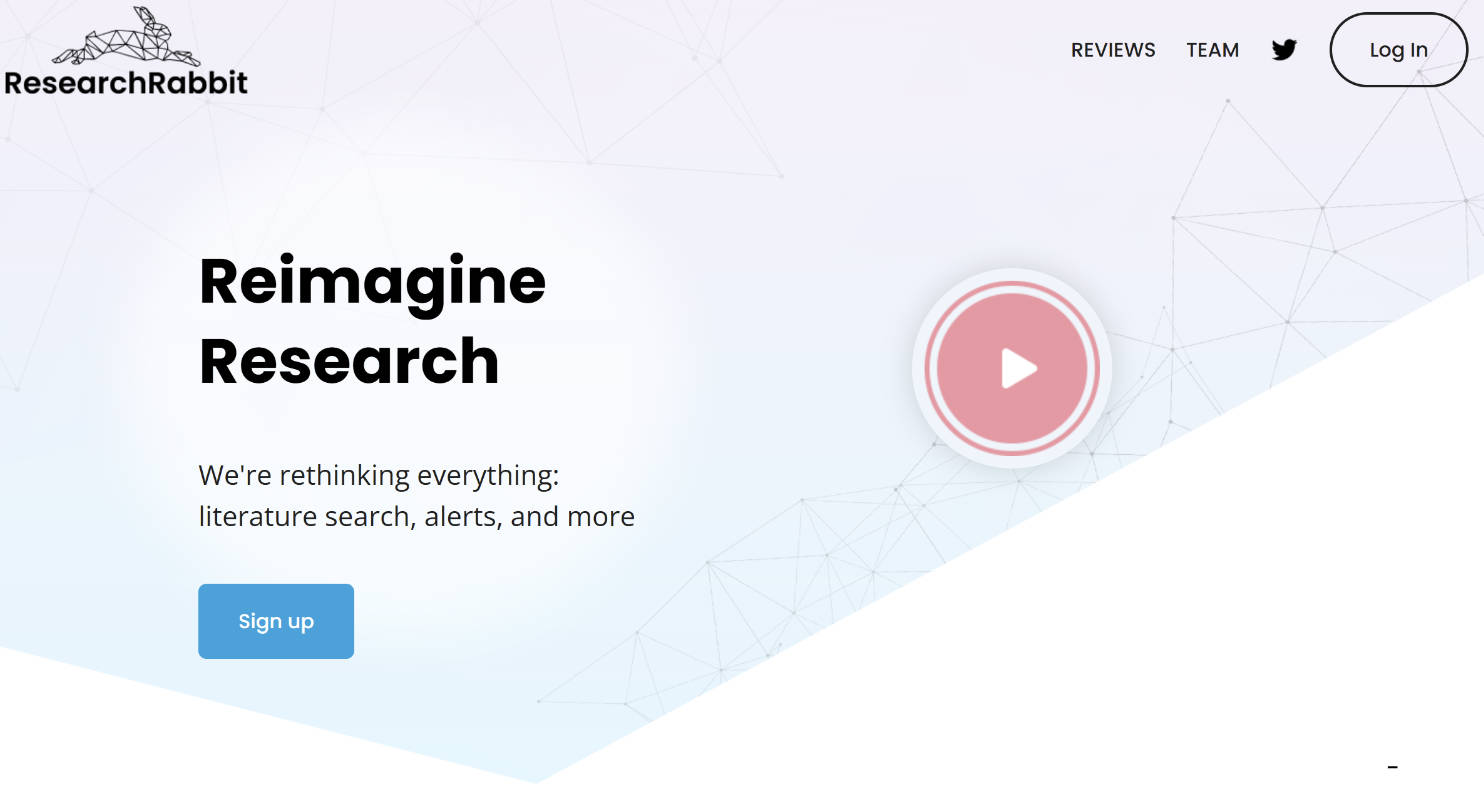 ResearchRabbit
REVIEWS TEAM Log In
Reimagine
Research
We're rethinking everything:
literature search, alerts, and more
Sign up